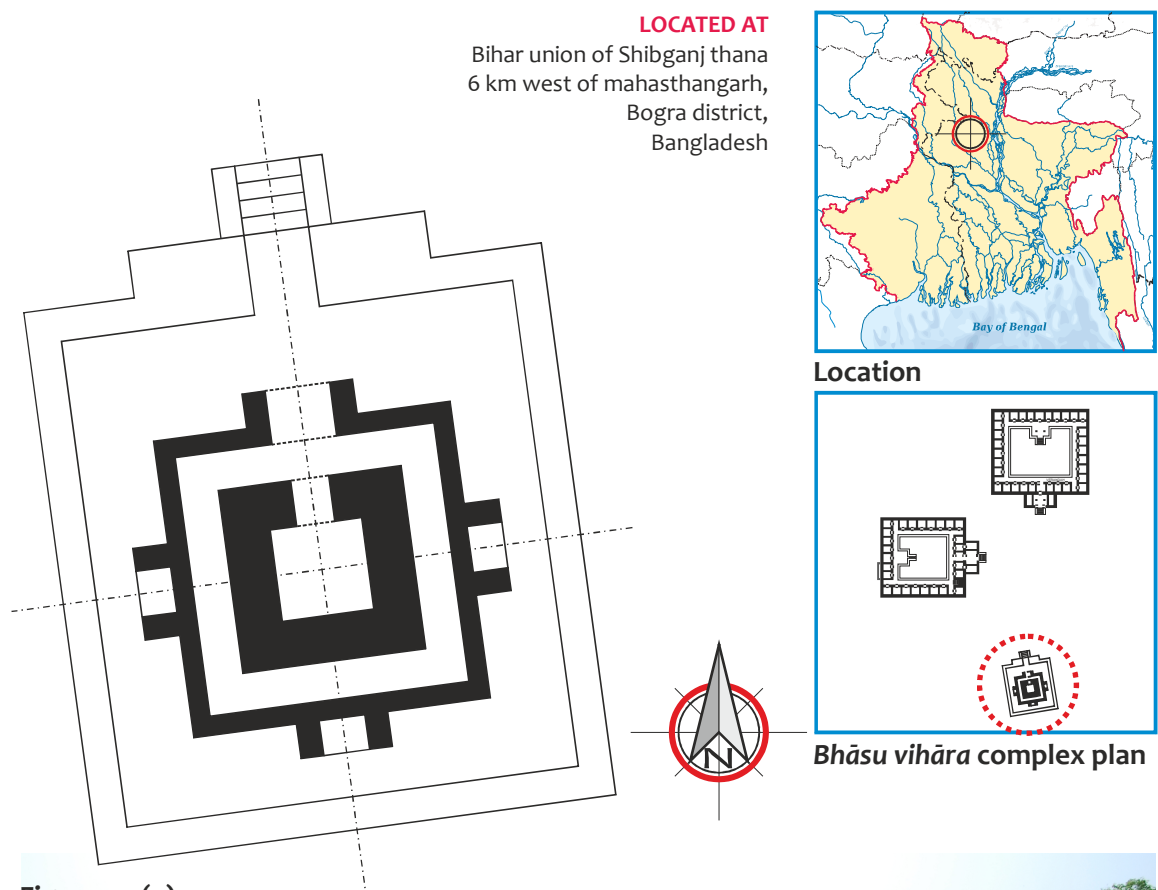 LOCATED AT
Bihar union of Shibganj thana
6 km west of mahasthangarh,
Bogra district,
Bangladesh
Bay of Bengal
Location
N
Bhāsu vihāra complex plan